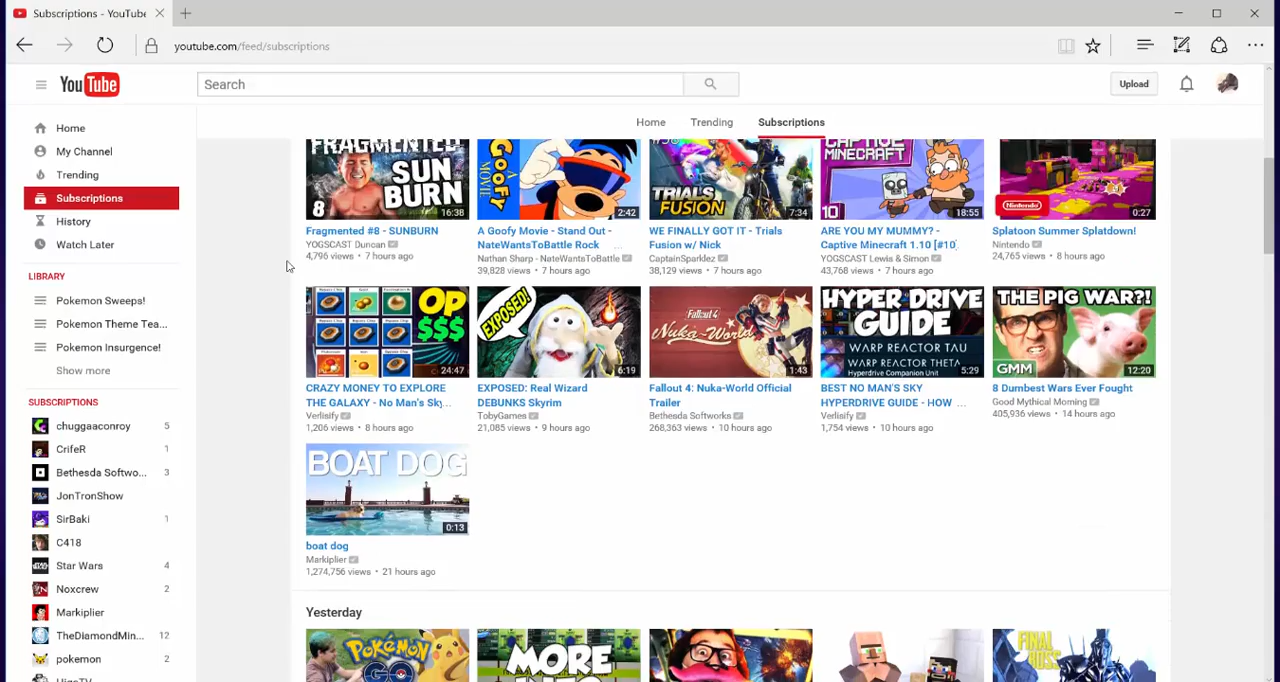 Subscriptions - YouTube
youtube.com/feed/subscriptions
YouTube
Search
Upload
Home
Trending
Subscriptions
Home
My Channel
Trending
Subscriptions
History
Watch Later
LIBRARY
Pokemon Sweeps!
Pokemon Theme Tea...
Pokemon Insurgence!
Show more
SUBSCRIPTIONS
chuggaaconroy 5
CrifeR 1
Bethesda Softwo... 3
JonTronShow
SirBaki 1
C418
Star Wars 4
Noxcrew 2
Markiplier
TheDiamondMin... 12
pokemon 2
FRAGMENTED
SUN
BURN
8
16:38
Fragmented #8 - SUNBURN
YOGSCAST Duncan
4,796 views • 7 hours ago
A GOOFY
MOVIE
2:42
A Goofy Movie - Stand Out -
NateWantsToBattle Rock ...
Nathan Sharp - NateWantsToBattle
39,828 views • 7 hours ago
TRIALS
FUSION
7:34
WE FINALLY GOT IT - Trials
Fusion w/ Nick
CaptainSparklez
38,129 views • 7 hours ago
CAPTIVE
MINECRAFT
10
18:55
ARE YOU MY MUMMY? -
Captive Minecraft 1.10 [#10]
YOGSCAST Lewis & Simon
43,768 views • 7 hours ago
Nintendo
0:27
Splatoon Summer Splatdown!
Nintendo
24,765 views • 8 hours ago
OP
$$$
24:47
CRAZY MONEY TO EXPLORE
THE GALAXY - No Man's Sky...
Verlisify
1,206 views • 8 hours ago
EXPOSED!
6:19
EXPOSED: Real Wizard
DEBUNKS Skyrim
TobyGames
21,085 views • 9 hours ago
Fallout 4
Nuka-World
1:43
Fallout 4: Nuka-World Official
Trailer
Bethesda Softworks
268,363 views • 10 hours ago
HYPER DRIVE
GUIDE
WARP REACTOR TAU
WARP REACTOR THETA
Hyperdrive Companion Unit
5:29
BEST NO MAN'S SKY
HYPERDRIVE GUIDE - HOW ...
Verlisify
1,754 views • 10 hours ago
THE PIG WAR?!
GMM
12:20
8 Dumbest Wars Ever Fought
Good Mythical Morning
405,936 views • 14 hours ago
BOAT DOG
0:13
boat dog
Markiplier
1,274,756 views • 21 hours ago
Yesterday
Pokémon
GO
MORE
FINAL
BOSS